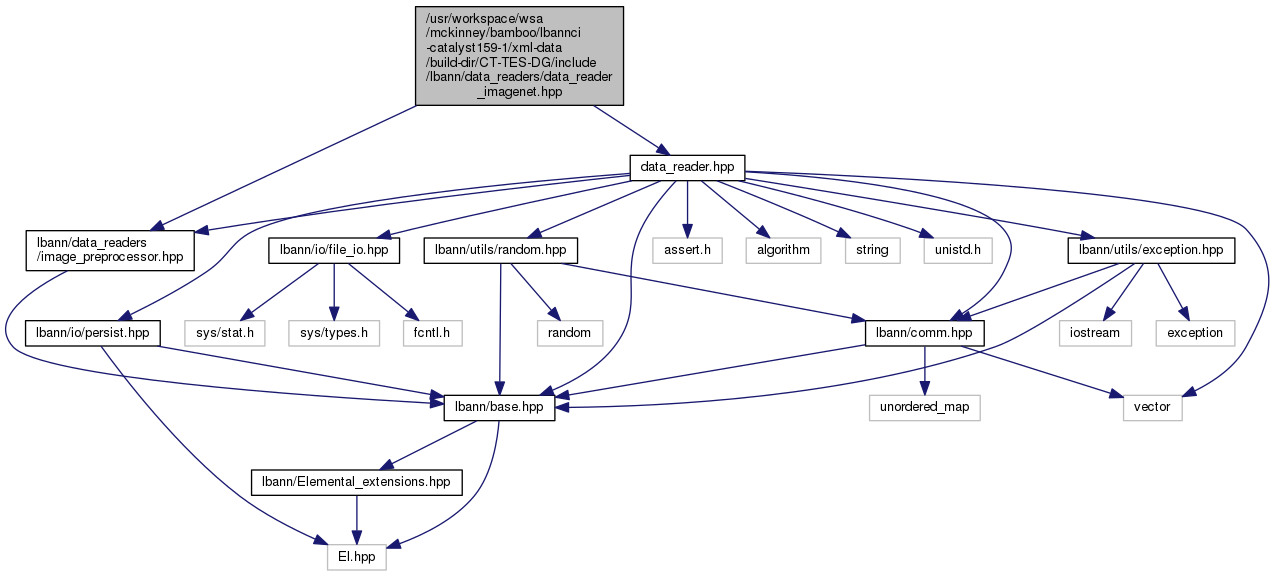 /usr/workspace/wsa
/mckinney/bamboo/lbannci
-catalyst159-1/xml-data
/build-dir/CT-TES-DG/include
/lbann/data_readers/data_reader
_imagenet.hpp
data_reader.hpp
lbann/data_readers
/image_preprocessor.hpp
lbann/io/file_io.hpp
lbann/utils/random.hpp
assert.h
algorithm
string
unistd.h
lbann/utils/exception.hpp
lbann/io/persist.hpp
sys/stat.h
sys/types.h
fcntl.h
random
lbann/comm.hpp
iostream
exception
lbann/base.hpp
unordered_map
vector
lbann/Elemental_extensions.hpp
El.hpp